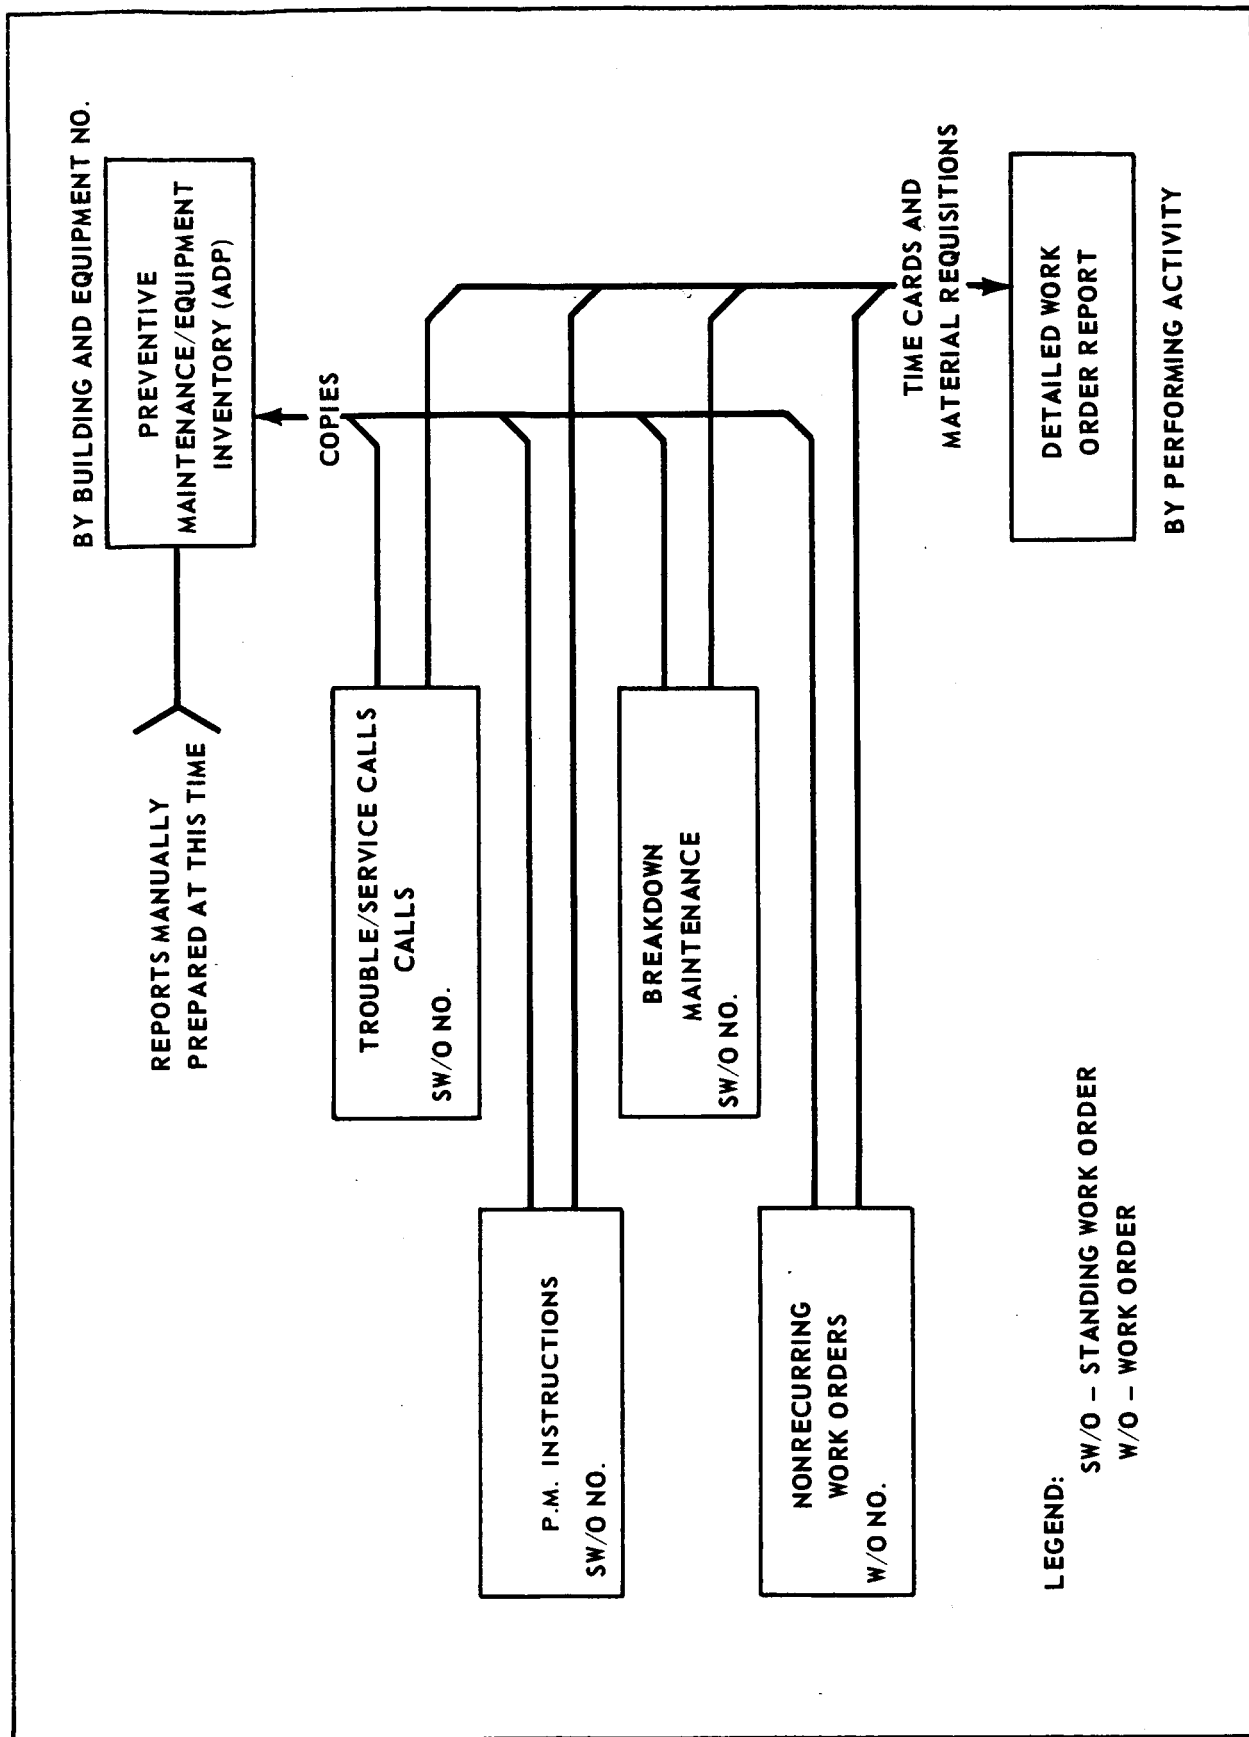 BY BUILDING AND EQUIPMENT NO.
PREVENTIVE
MAINTENANCE/EQUIPMENT
INVENTORY (ADP)
REPORTS MANUALLY
PREPARED AT THIS TIME
COPIES
TROUBLE/SERVICE CALLS
CALLS
SW/O NO.
P.M. INSTRUCTIONS
SW/O NO.
BREAKDOWN
MAINTENANCE
SW/O NO.
NONRECURRING
WORK ORDERS
W/O NO.
TIME CARDS AND
MATERIAL REQUISITIONS
DETAILED WORK
ORDER REPORT
BY PERFORMING ACTIVITY
LEGEND:
SW/O – STANDING WORK ORDER
W/O – WORK ORDER